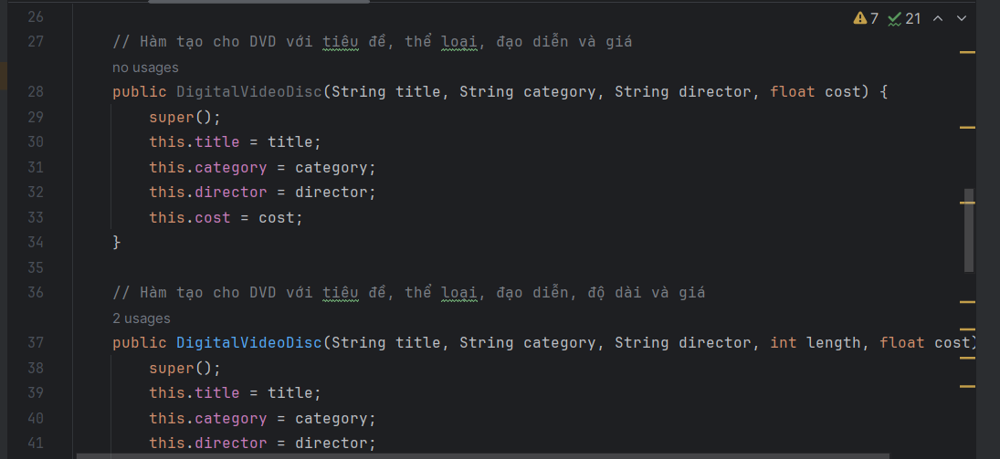 26
7 21
27 // Hàm tạo cho DVD với tiêu đề, thể loại, đạo diễn và giá
no usages
28 public DigitalVideoDisc(String title, String category, String director, float cost) {
29 super();
30 this.title = title;
31 this.category = category;
32 this.director = director;
33 this.cost = cost;
34 }
35
36 // Hàm tạo cho DVD với tiêu đề, thể loại, đạo diễn, độ dài và giá
2 usages
37 public DigitalVideoDisc(String title, String category, String director, int length, float cost)
38 super();
39 this.title = title;
40 this.category = category;
41 this.director = director;